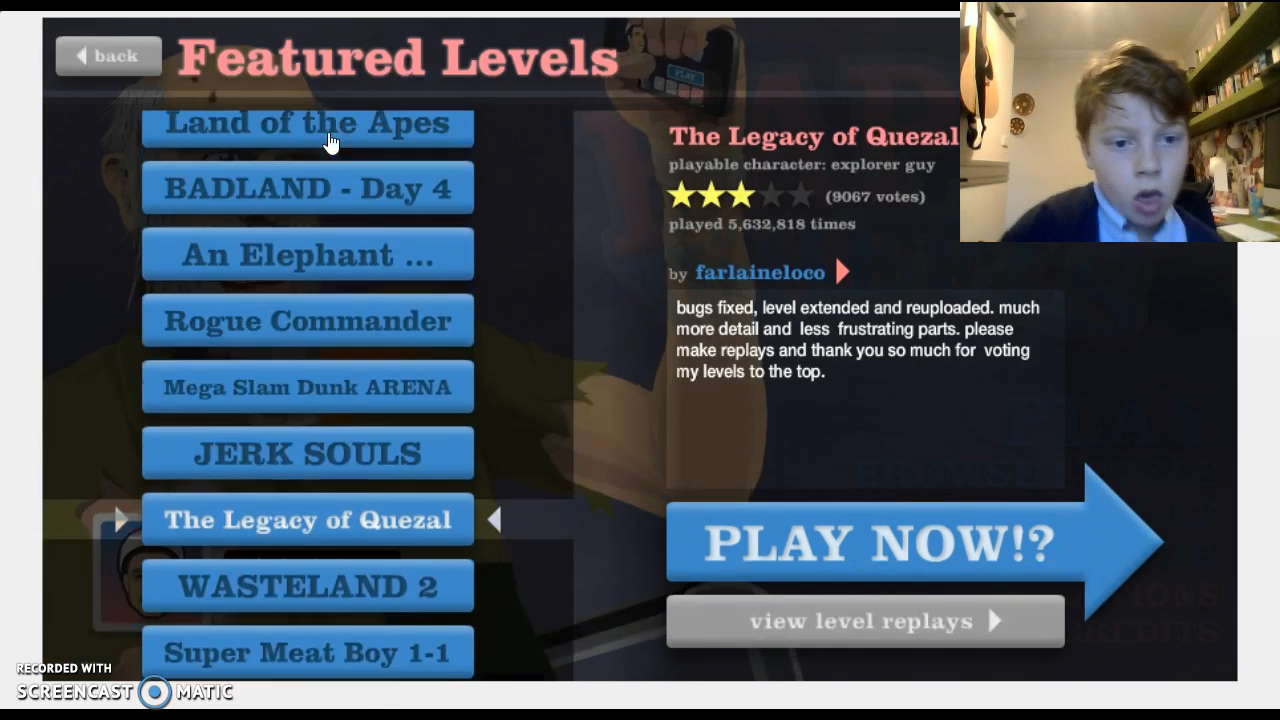 back
Featured Levels
Land of the Apes
BADLAND - Day 4
An Elephant ...
Rogue Commander
Mega Slam Dunk ARENA
JERK SOULS
The Legacy of Quezal
WASTELAND 2
Super Meat Boy 1-1
The Legacy of Quezal
playable character: explorer guy
(9067 votes)
played 5,632,818 times
by farlaineloco
bugs fixed, level extended and reuploaded. much
more detail and less frustrating parts. please
make replays and thank you so much for voting
my levels to the top.
PLAY NOW!?
view level replays
PLAY
RECORDED WITH
SCREENCAST MATIC